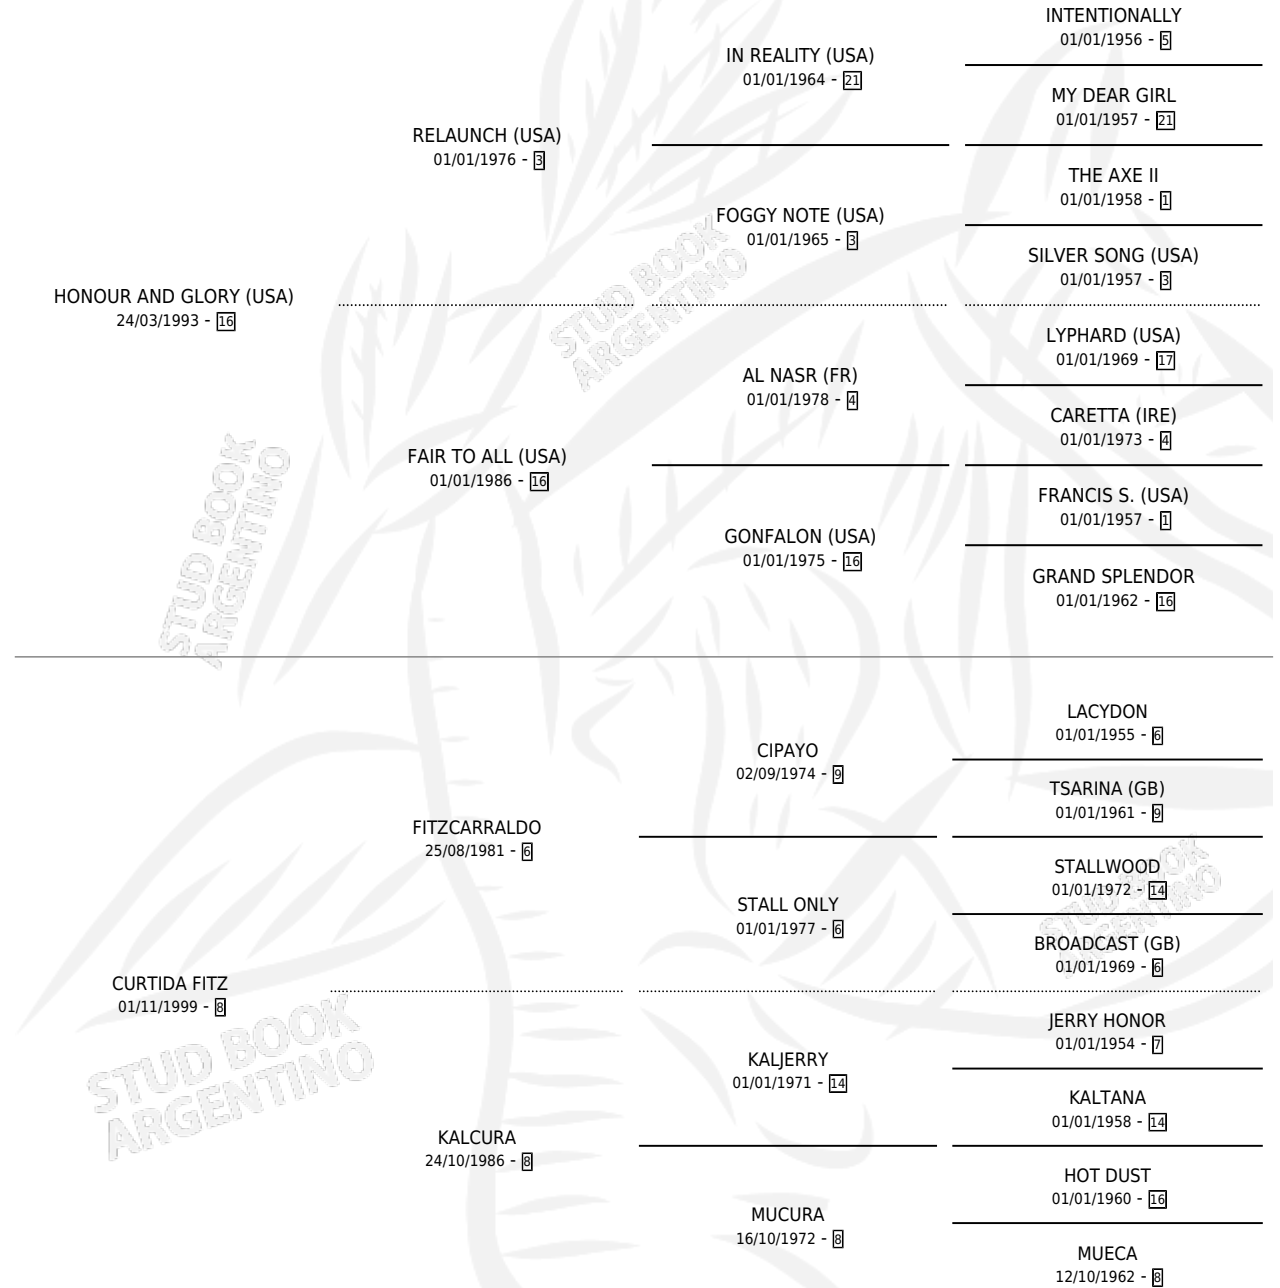 INTENTIONALLY
01/01/1956 - 5
IN REALITY (USA)
01/01/1964 - 21
MY DEAR GIRL
01/01/1957 - 21
RELAUNCH (USA)
01/01/1976 - 3
THE AXE II
01/01/1958 - 1
FOGGY NOTE (USA)
01/01/1965 - 3
SILVER SONG (USA)
01/01/1957 - 3
HONOUR AND GLORY (USA)
24/03/1993 - 16
LYPHARD (USA)
01/01/1969 - 17
AL NASR (FR)
01/01/1978 - 4
CARETTA (IRE)
01/01/1973 - 4
FAIR TO ALL (USA)
01/01/1986 - 16
FRANCIS S. (USA)
01/01/1957 - 1
GONFALON (USA)
01/01/1975 - 16
GRAND SPLENDOR
01/01/1962 - 16
LACYDON
01/01/1955 - 6
CIPAYO
02/09/1974 - 9
TSARINA (GB)
01/01/1961 - 9
FITZCARRALDO
25/08/1981 - 6
STALLWOOD
01/01/1972 - 14
STALL ONLY
01/01/1977 - 6
BROADCAST (GB)
01/01/1969 - 6
CURTIDA FITZ
01/11/1999 - 8
JERRY HONOR
01/01/1954 - 7
KALJERRY
01/01/1971 - 14
KALTANA
01/01/1958 - 14
KALCURA
24/10/1986 - 8
HOT DUST
01/01/1960 - 16
MUCURA
16/10/1972 - 8
MUECA
12/10/1962 - 8
STUD BOOK
ARGENTINO
STUD BOOK
ARGENTINO
STUD BOOK
ARGENTINO
STUD BOOK
ARGENTINO